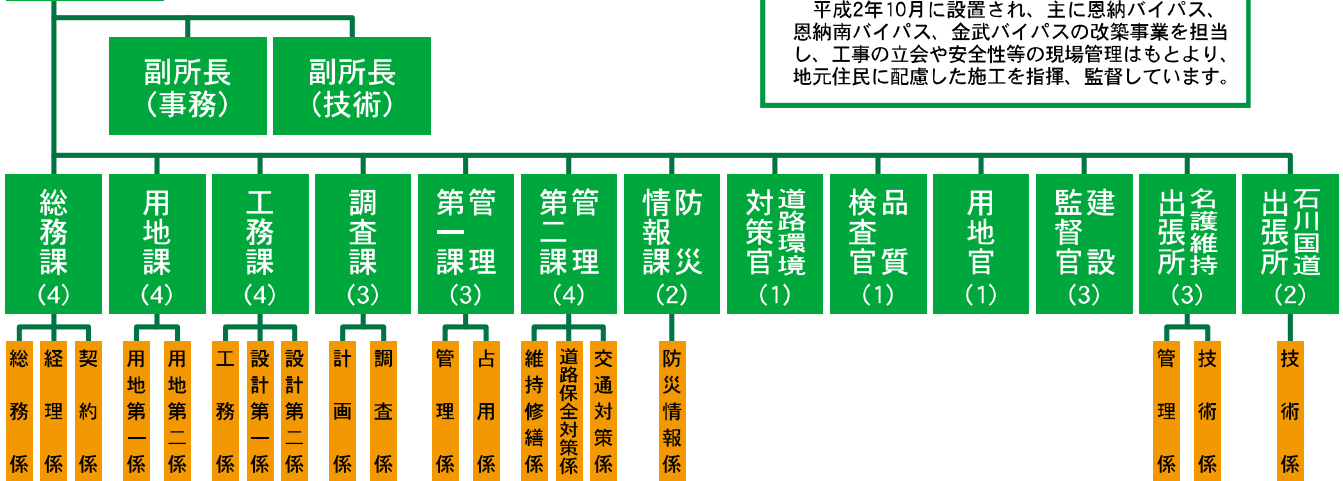 平成2年10月に設置され、主に恩納バイパス、
恩納南バイパス、金武バイパスの改築事業を担当
し、工事の立会や安全性等の現場管理はもとより、
地元住民に配慮した施工を指揮、監督しています。
副所長
（事務）
副所長
（技術）
総務課
(4)
用地課
(4)
工務課
(4)
調査課
(3)
管理
第一課
(3)
管理
第二課
(4)
防災
情報課
(2)
道路環境
対策官
(1)
品質
検査官
(1)
用地官
(1)
建設
監督官
(3)
名護維持
出張所
(3)
石川国道
出張所
(2)
総務係
経理係
契約係
用地第一係
用地第二係
工務係
設計第一係
設計第二係
計画係
調査係
管理係
占用係
維持修繕係
道路保全対策係
交通対策係
防災情報係
管理係
技術係
技術係